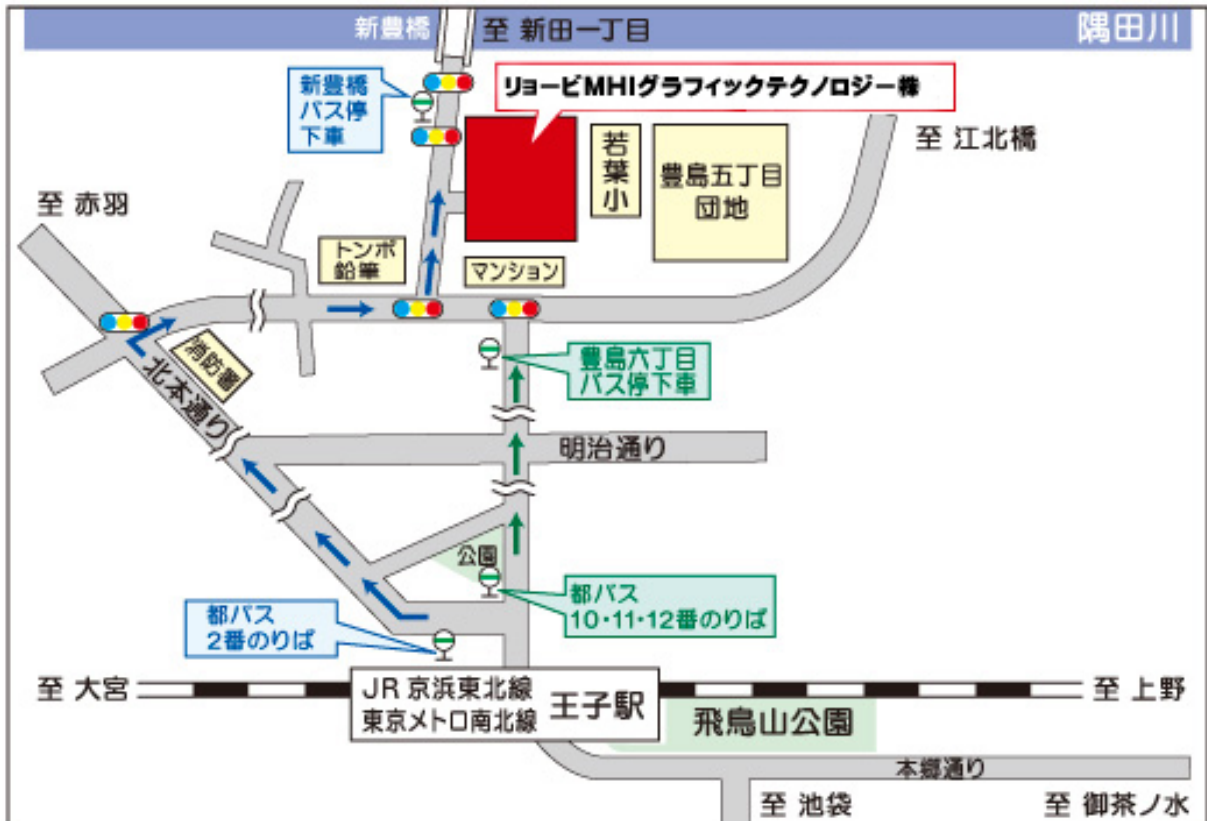 新豊橋
至 新田一丁目
隅田川
新豊橋
バス停
下車
リョービMHIグラフィックテクノロジー㈱
若葉小
豊島五丁目
団地
至 江北橋
至 赤羽
トンボ
鉛筆
マンション
消防署
北本通り
豊島六丁目
バス停下車
明治通り
公園
都バス
2番のりば
都バス
10・11・12番のりば
至 大宮
JR 京浜東北線
東京メトロ南北線
王子駅
至 上野
飛鳥山公園
本郷通り
至 池袋
至 御茶ノ水